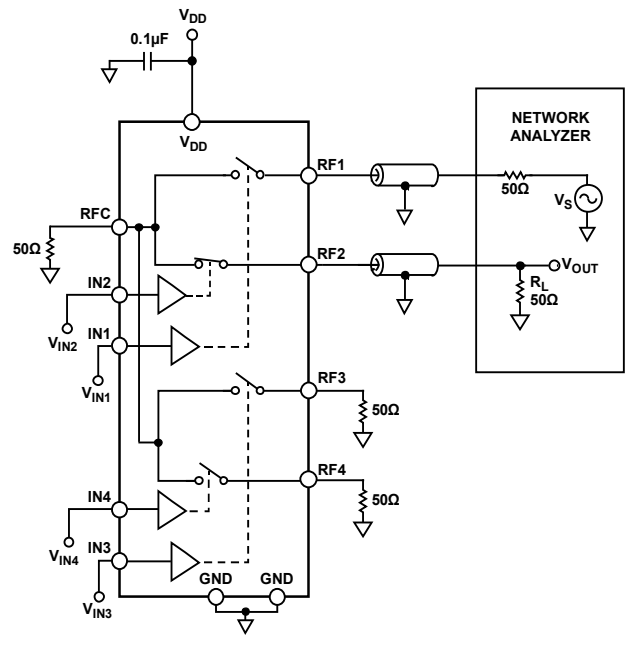 VDD
0.1µF
VDD
NETWORK
ANALYZER
RF1
50Ω
VS
RFC
50Ω
RF2
VOUT
RL
50Ω
IN2
VIN2
IN1
VIN1
RF3
50Ω
RF4
50Ω
IN4
VIN4
IN3
VIN3
GND
GND